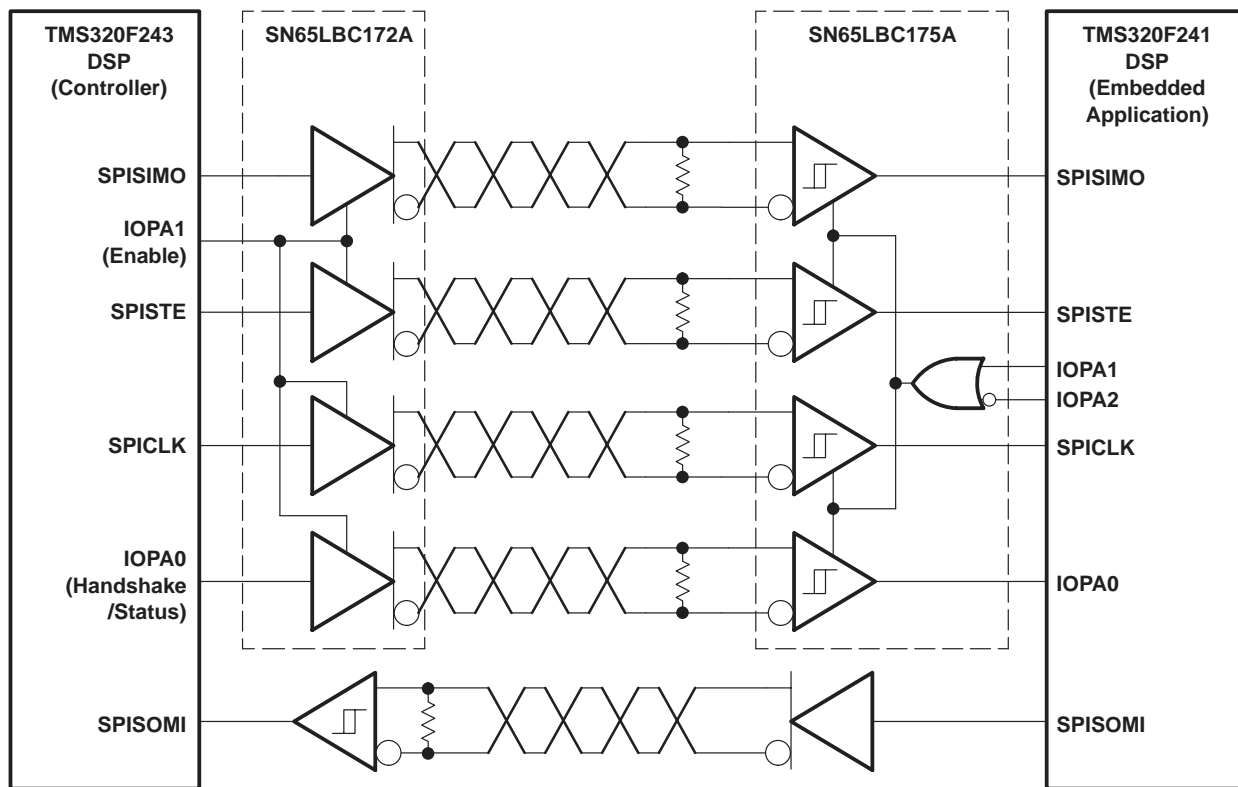 TMS320F243
DSP
(Controller)
SN65LBC172A
SN65LBC175A
TMS320F241
DSP
(Embedded
Application)
SPISIMO
SPISIMO
IOPA1
(Enable)
SPISTE
SPISTE
IOPA1
IOPA2
SPICLK
SPICLK
IOPA0
(Handshake
/Status)
IOPA0
SPISOMI
SPISOMI